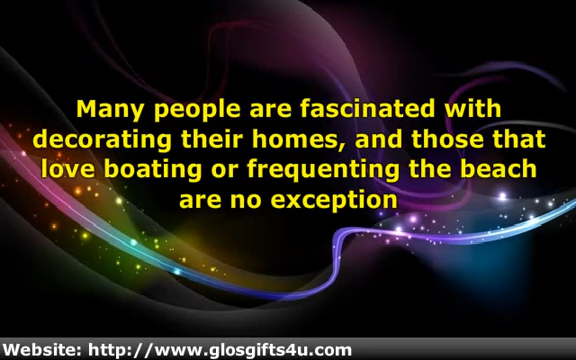 Many people are fascinated with
decorating their homes, and those that
love boating or frequenting the beach
are no exception
Website: http://www.glosgifts4u.com